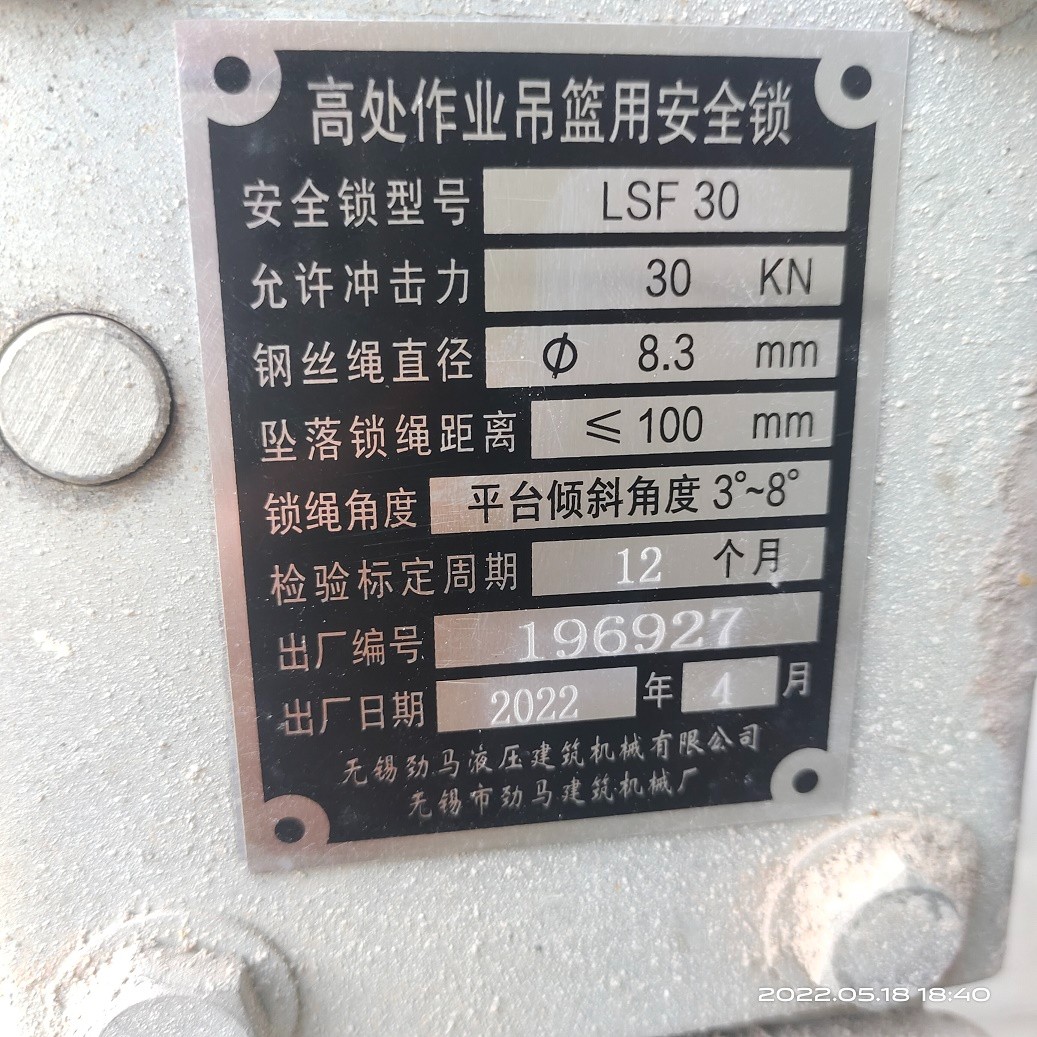 高处作业吊篮用安全锁
安全锁型号 LSF 30
允许冲击力 30 KN
钢丝绳直径 ϕ 8.3 mm
坠落锁绳距离 ≤100 mm
锁绳角度 平台倾斜角度 3°~8°
检验标定周期 12 个月
出厂编号 196927
出厂日期 2022 年 4 月
无锡劲马液压建筑机械有限公司
无锡市劲马建筑机械厂
2022.05.18 18:40